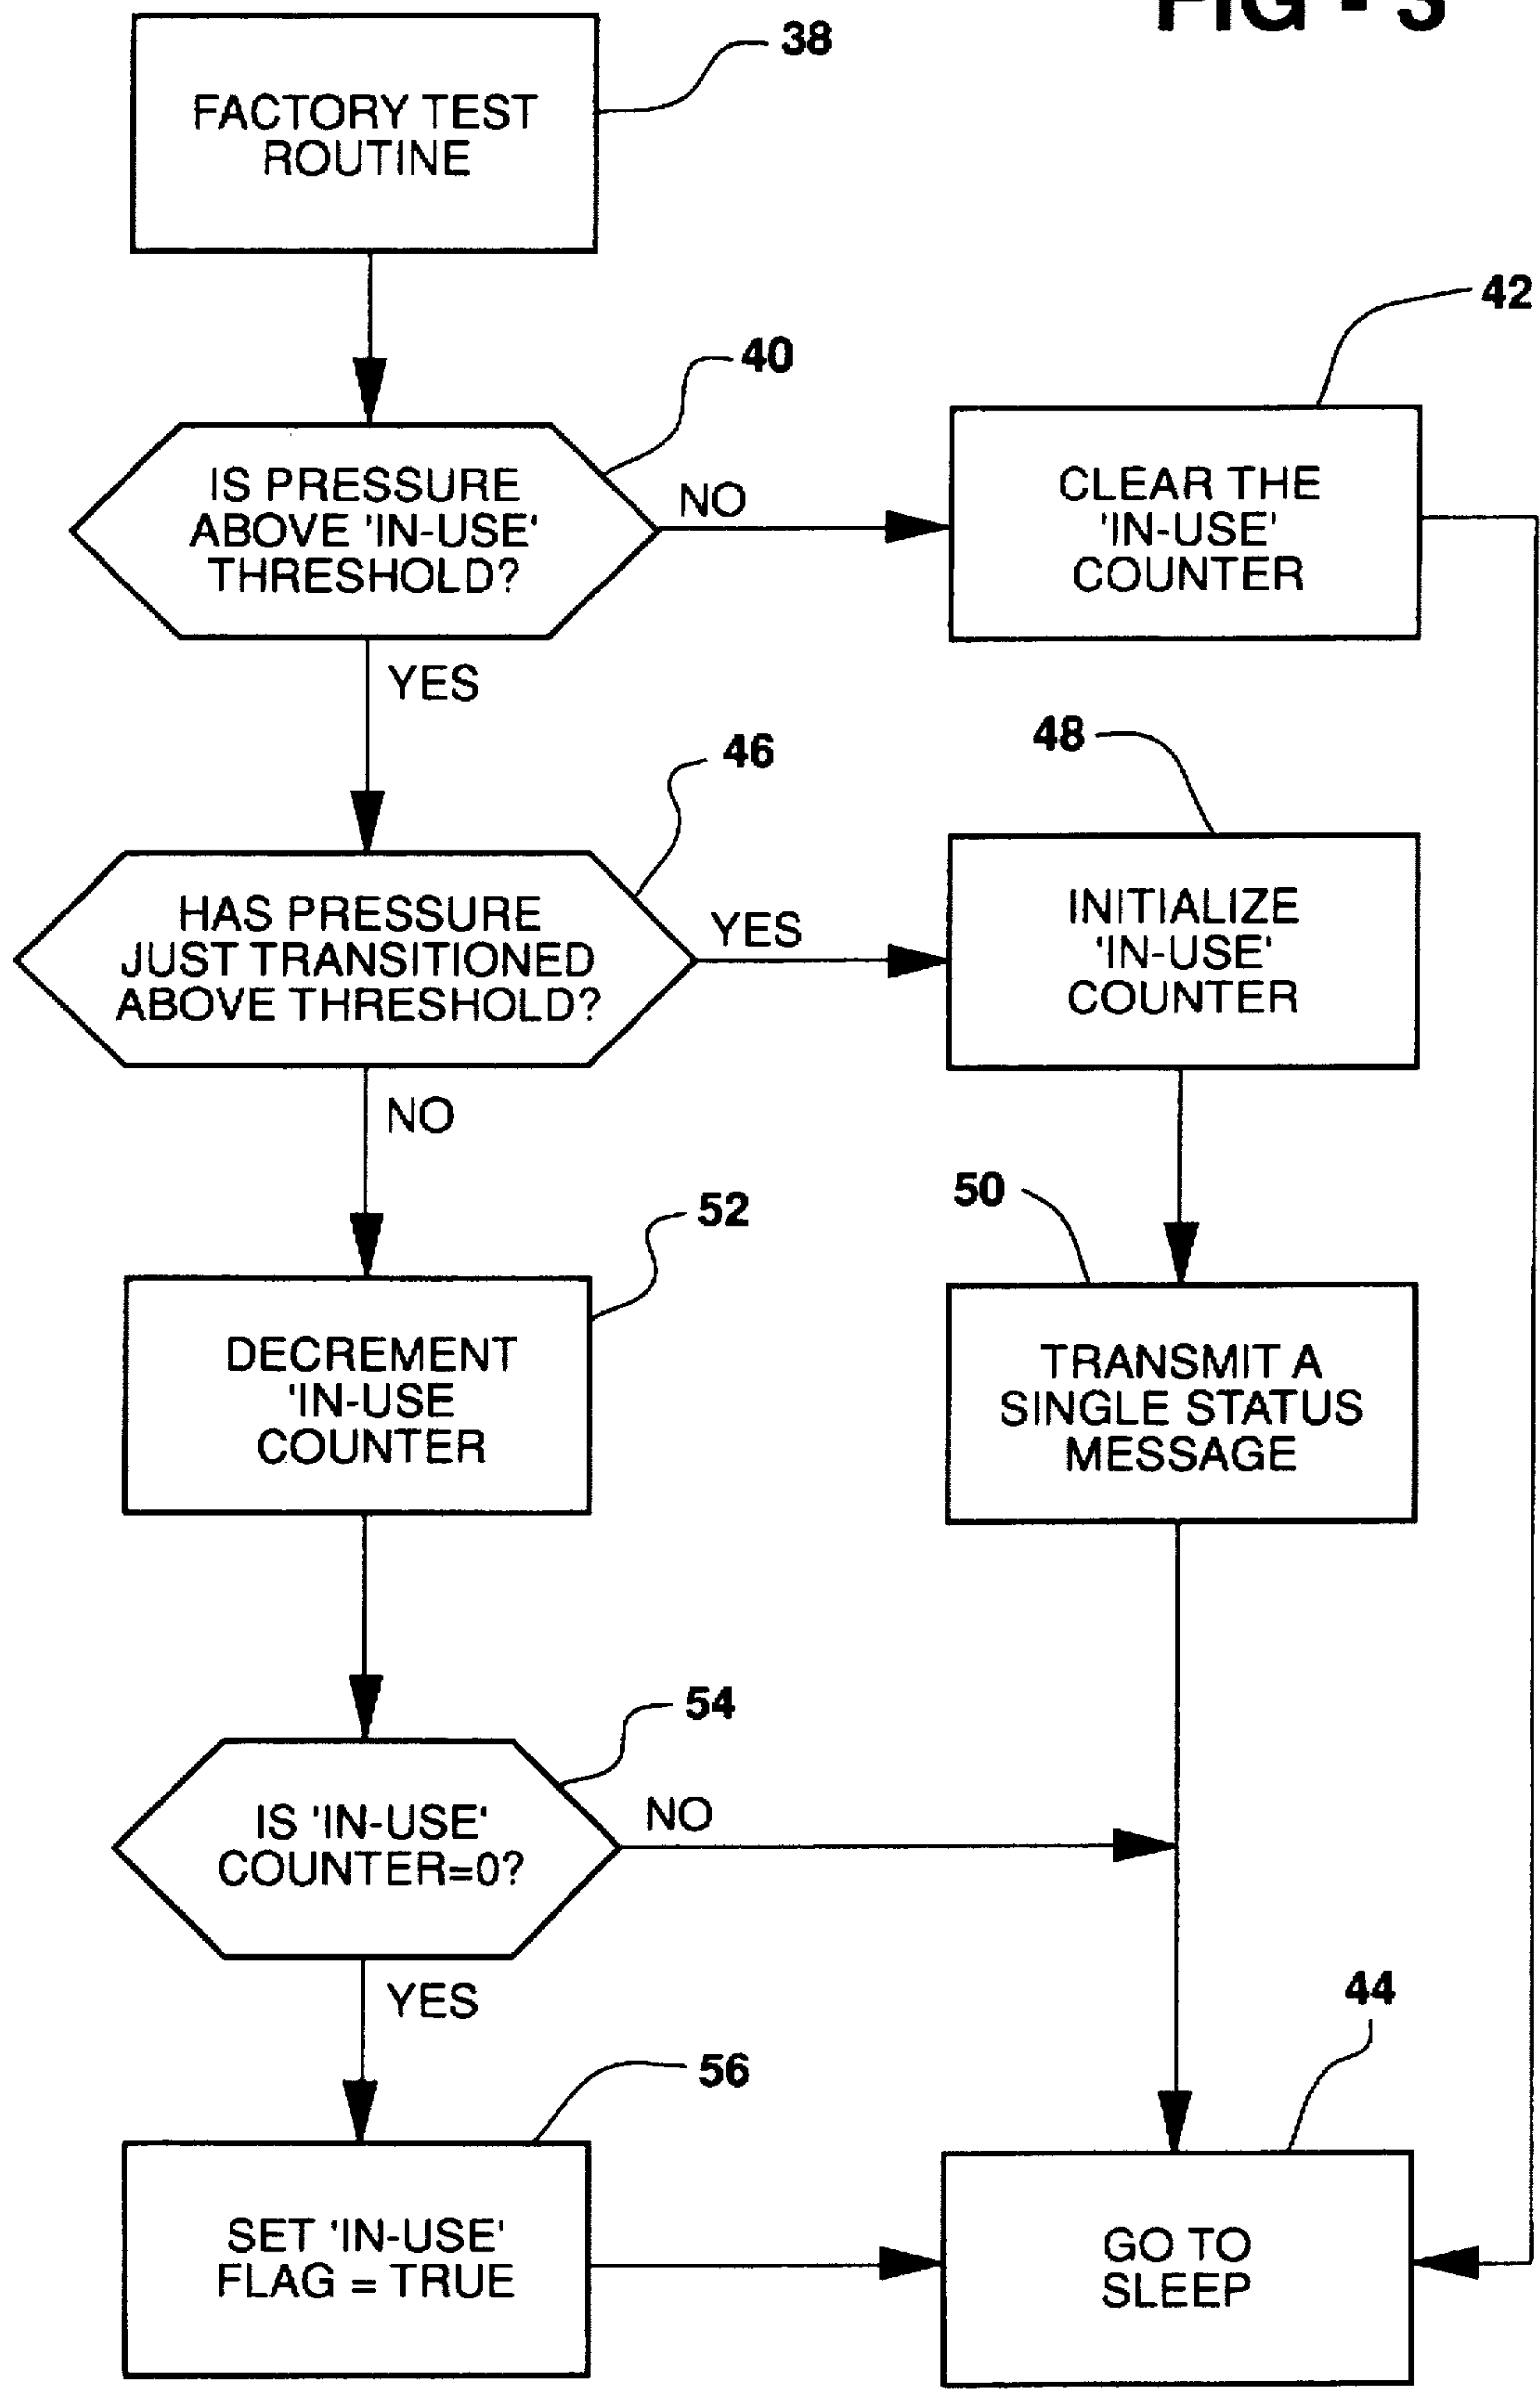 FIG - 3
38
FACTORY TEST
ROUTINE
42
40
IS PRESSURE
ABOVE 'IN-USE'
THRESHOLD?
NO
CLEAR THE
'IN-USE'
COUNTER
YES
48
46
HAS PRESSURE
JUST TRANSITIONED
ABOVE THRESHOLD?
YES
INITIALIZE
'IN-USE'
COUNTER
NO
50
52
DECREMENT
'IN-USE
COUNTER
TRANSMIT A
SINGLE STATUS
MESSAGE
54
IS 'IN-USE'
COUNTER=0?
NO
YES
44
56
SET 'IN-USE'
FLAG = TRUE
GO TO
SLEEP